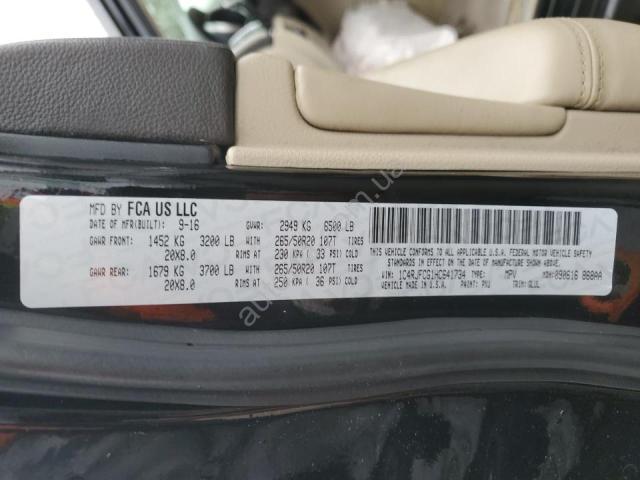 MFD BY FCA US LLC
DATE OF MFR(BUILT): 9-16 GVWR: 2949 KG 6500 LB
GAWR FRONT: 1452 KG 3200 LB WITH 265/50R20 107T TIRES
20X8.0 RIMS AT 230 KPA ( 33 PSI) COLD
GAWR REAR: 1679 KG 3700 LB WITH 265/50R20 107T TIRES
20X8.0 RIMS AT 250 KPA ( 36 PSI) COLD
THIS VEHICLE CONFORMS TO ALL APPLICABLE U.S.A. FEDERAL MOTOR VEHICLE SAFETY
STANDARDS IN EFFECT ON THE DATE OF MANUFACTURE SHOWN ABOVE.
VIN: 1C4RJFCG1HC641734 TYPE: MPV MDH:090616 888AA
VEHICLE MADE IN U.S.A. PAINT: PXJ TRIM: